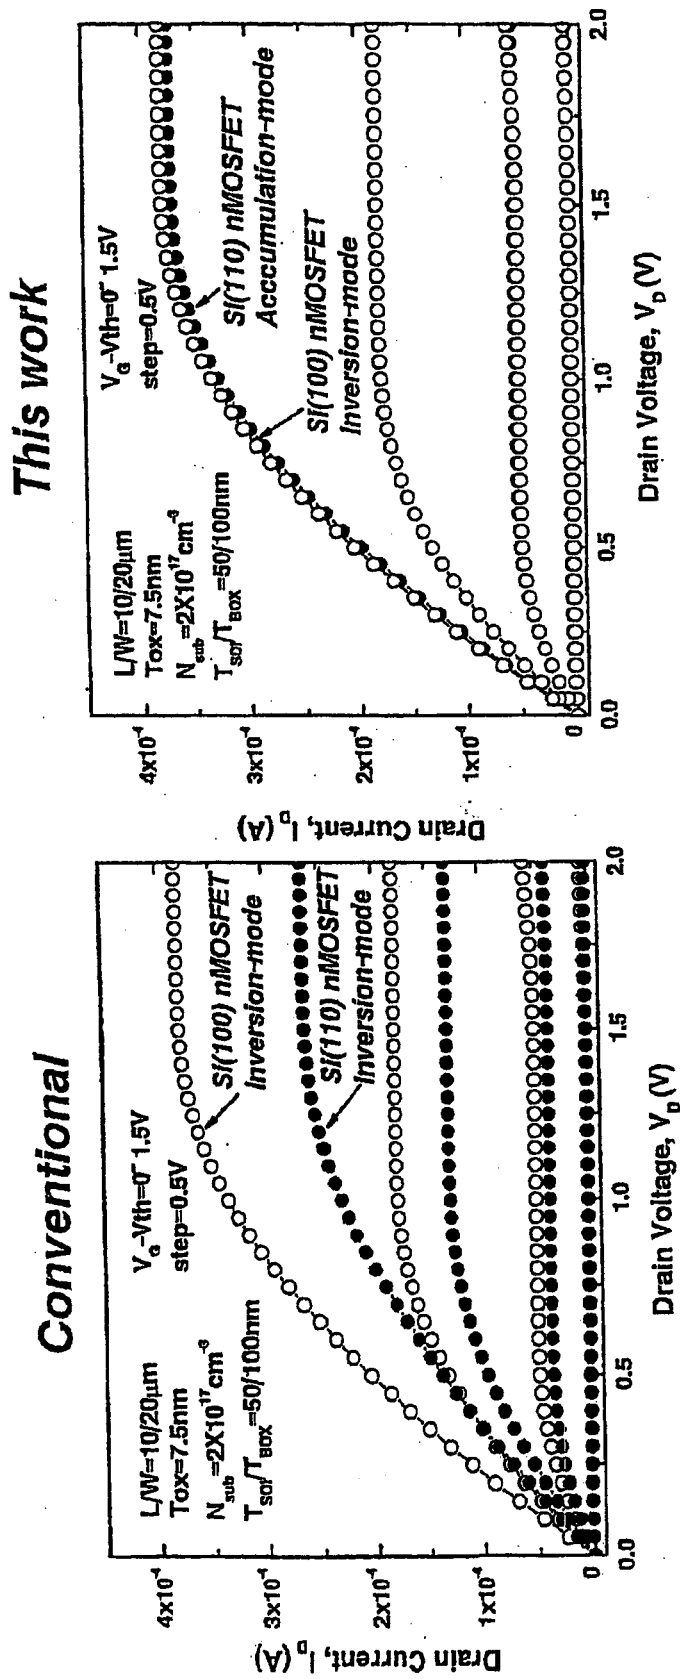 Conventional
L/W=10/20μm
Tox=7.5nm
N_sub=2X10^17cm^-3
T_SOI/T_BOX=50/100nm
V_G-Vth=0~1.5V
step=0.5V
Si(100) nMOSFET
Inversion-mode
Si(110) nMOSFET
Inversion-mode
4x10^-4
3x10^-4
2x10^-4
1x10^-4
0
Drain Current, I_D (A)
0.0
0.5
1.0
1.5
2.0
Drain Voltage, V_D (V)
This work
L/W=10/20μm
Tox=7.5nm
N_sub=2X10^17cm^-3
T_SOI/T_BOX=50/100nm
V_G-Vth=0~1.5V
step=0.5V
Si(110) nMOSFET
Acccumulation-mode
Si(100) nMOSFET
Inversion-mode
4x10^-4
3x10^-4
2x10^-4
1x10^-4
0
Drain Current, I_D (A)
0.0
0.5
1.0
1.5
2.0
Drain Voltage, V_D (V)